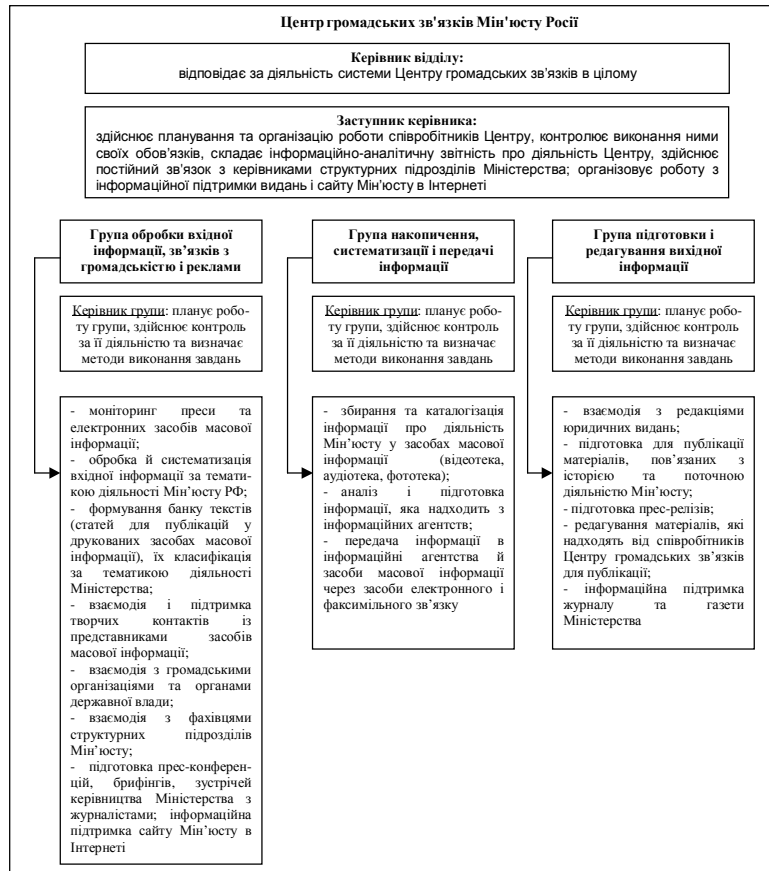 Центр громадських зв'язків Мін'юсту Росії
Керівник відділу:
відповідає за діяльність системи Центру громадських зв'язків в цілому
Заступник керівника:
здійснює планування та організацію роботи співробітників Центру, контролює виконання ними
своїх обов'язків, складає інформаційно-аналітичну звітність про діяльність Центру, здійснює
постійний зв'язок з керівниками структурних підрозділів Міністерства; організовує роботу з
інформаційної підтримки видань і сайту Мін'юсту в Інтернеті
Група обробки вхідної
інформації, зв'язків з
громадськістю і реклами
Керівник групи: планує робо-
ту групи, здійснює контроль
за її діяльністю та визначає
методи виконання завдань
- моніторинг преси та
електронних засобів масової
інформації;
- обробка й систематизація
вхідної інформації за темати-
кою діяльності Мін'юсту РФ;
- формування банку текстів
(статей для публікацій у
друкованих засобах масової
інформації), їх класифікація
за тематикою діяльності
Міністерства;
- взаємодія і підтримка
творчих контактів із
представниками засобів
масової інформації;
- взаємодія з громадськими
організаціями та органами
державної влади;
- взаємодія з фахівцями
структурних підрозділів
Мін'юсту;
- підготовка прес-конферен-
цій, брифінгів, зустрічей
керівництва Міністерства з
журналістами; інформаційна
підтримка сайту Мін'юсту в
Інтернеті
Група накопичення,
систематизації і передачі
інформації
Керівник групи: планує робо-
ту групи, здійснює контроль
за її діяльністю та визначає
методи виконання завдань
- збирання та каталогізація
інформації про діяльність
Мін'юсту у засобах масової
інформації (відеотека,
аудіотека, фототека);
- аналіз і підготовка
інформації, яка надходить з
інформаційних агентств;
- передача інформації в
інформаційні агентства й
засоби масової інформації
через засоби електронного і
факсимільного зв'язку
Група підготовки і
редагування вихідної
інформації
Керівник групи: планує робо-
ту групи, здійснює контроль
за її діяльністю та визначає
методи виконання завдань
- взаємодія з редакціями
юридичних видань;
- підготовка для публікації
матеріалів, пов'язаних з
історією та поточною
діяльністю Мін'юсту;
- підготовка прес-релізів;
- редагування матеріалів, які
надходять від співробітників
Центру громадських зв'язків
для публікації;
- інформаційна підтримка
журналу та газети
Міністерства